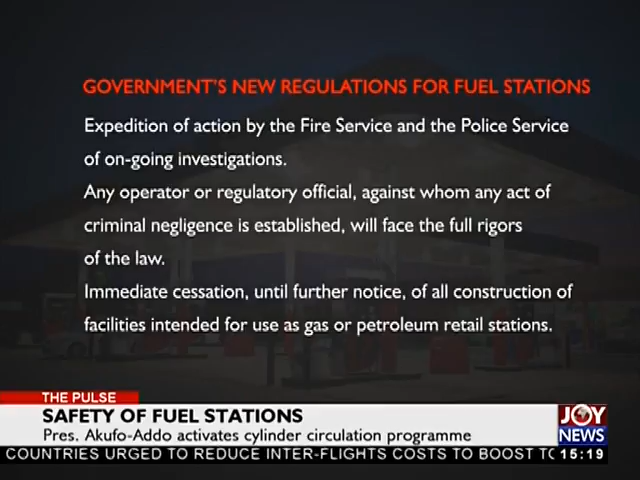 GOVERNMENT'S NEW REGULATIONS FOR FUEL STATIONS
Expedition of action by the Fire Service and the Police Service
of on-going investigations.
Any operator or regulatory official, against whom any act of
criminal negligence is established, will face the full rigors
of the law.
Immediate cessation, until further notice, of all construction of
facilities intended for use as gas or petroleum retail stations.
THE PULSE
SAFETY OF FUEL STATIONS
Pres. Akufo-Addo activates cylinder circulation programme
JOY
NEWS
COUNTRIES URGED TO REDUCE INTER-FLIGHTS COSTS TO BOOST
15:19